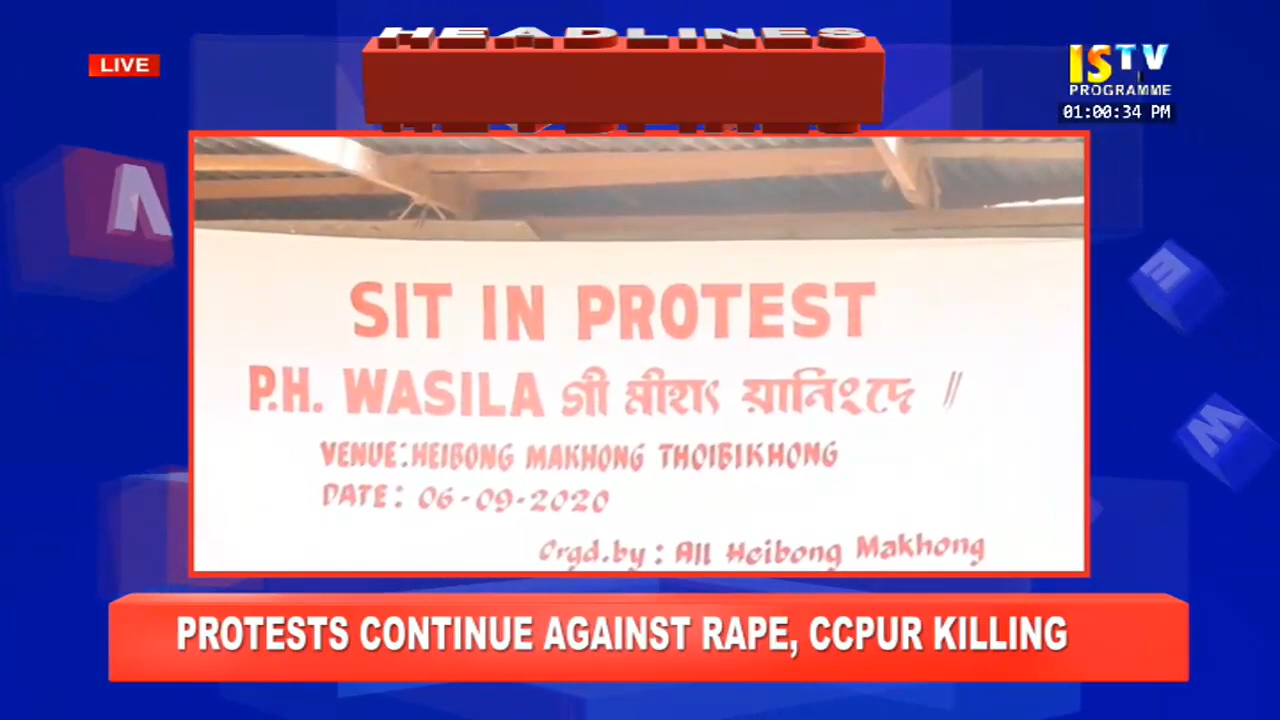 HEADLINES
LIVE
ISTV
PROGRAMME
01:00:34 PM
SIT IN PROTEST
P.H. WASILA গী মীহাৎ য়ানিংদে //
VENUE: HEIBONG MAKHONG THOIBIKHONG
DATE: 06-09-2020
Orgd.by: All Heibong Makhong
PROTESTS CONTINUE AGAINST RAPE, CCPUR KILLING